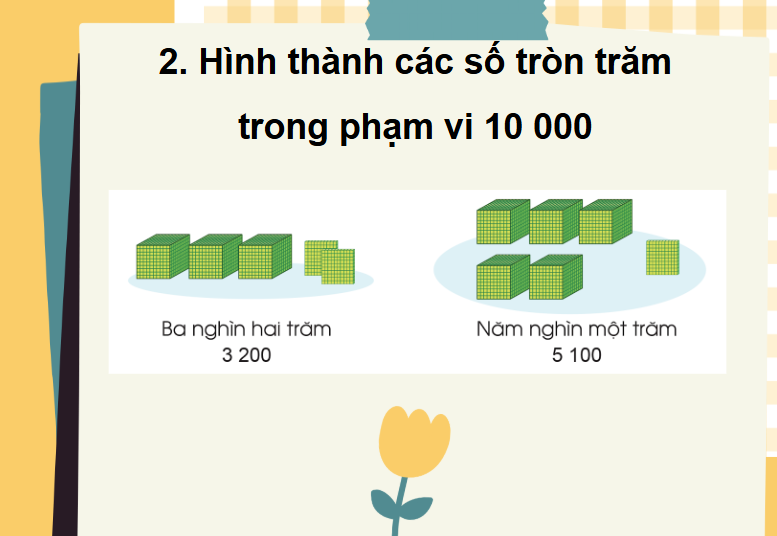 2. Hình thành các số tròn trăm
trong phạm vi 10 000
Ba nghìn hai trăm
3 200
Năm nghìn một trăm
5 100